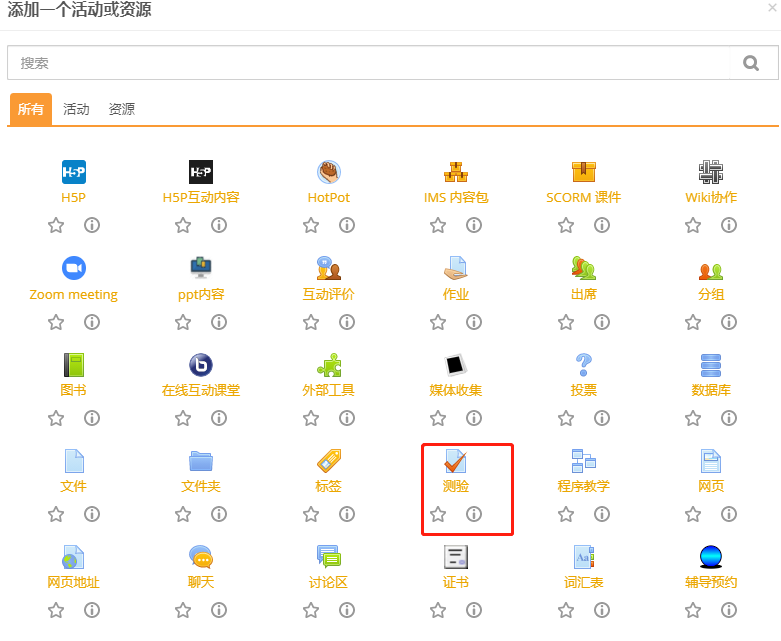 添加一个活动或资源
×
搜索
所有 活动 资源
H5P H5P互动内容 HotPot IMS 内容包 SCORM 课件 Wiki协作
Zoom meeting ppt内容 互动评价 作业 出席 分组
图书 在线互动课堂 外部工具 媒体收集 投票 数据库
文件 文件夹 标签 测验 程序教学 网页
网页地址 聊天 讨论区 证书 词汇表 辅导预约